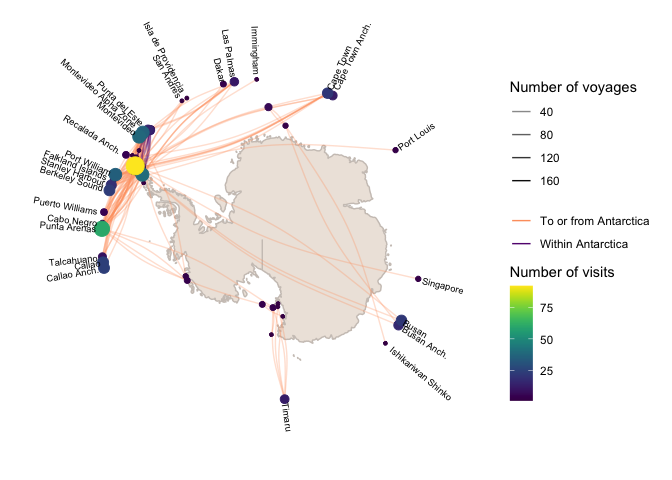 Isla de Providencia
San Andres
Dakar
Las Palmas
Immingham
Cape Town
Cape Town Anch.
Punta del Este
Montevideo Alpha Zone
Montevideo
Recalada Anch.
Port Louis
Port William
Falkland Islands
Stanley Harbour
Berkeley Sound
Puerto Williams
Cabo Negro
Punta Arenas
Talcahuano
Callao
Callao Anch.
Singapore
Busan
Busan Anch.
Ishikariwan Shinko
Timaru
Number of voyages
40
80
120
160
To or from Antarctica
Within Antarctica
Number of visits
75
50
25